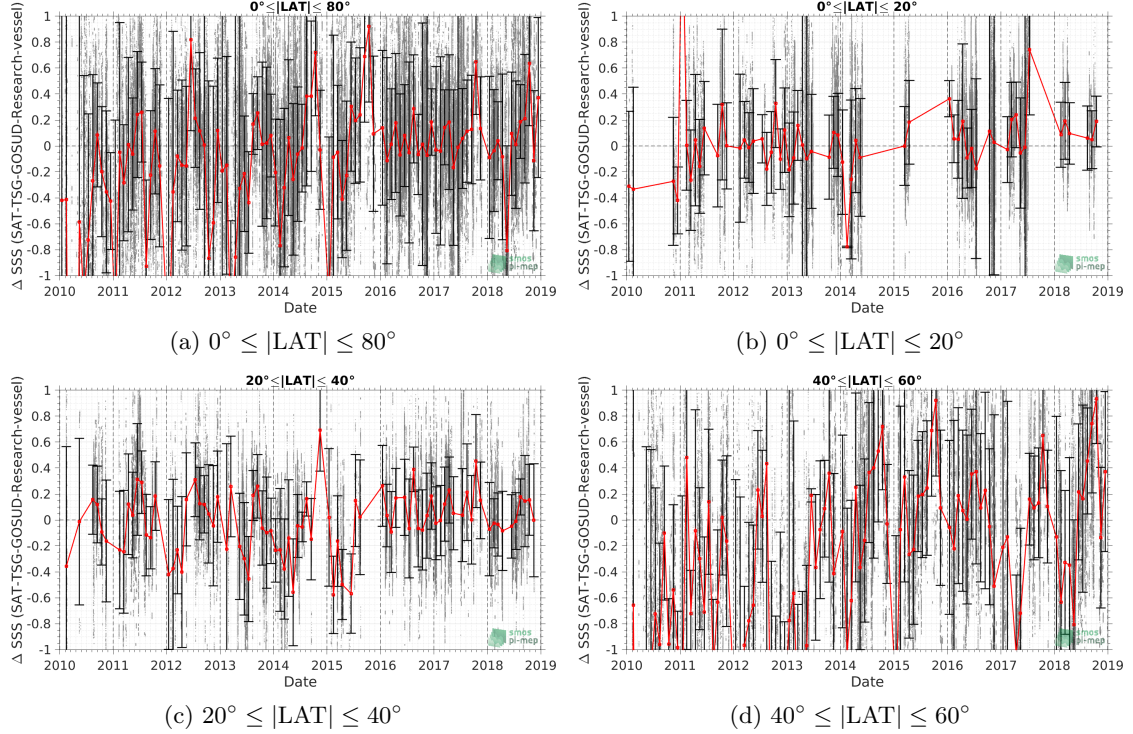 0°≤|LAT|≤ 80°
Δ SSS (SAT-TSG-GOSUD-Research-vessel)
1
0.8
0.6
0.4
0.2
0
-0.2
-0.4
-0.6
-0.8
-1
smos
pi-mep
2010 2011 2012 2013 2014 2015 2016 2017 2018 2019
Date
(a) 0° ≤ |LAT| ≤ 80°
0°≤|LAT|≤ 20°
Δ SSS (SAT-TSG-GOSUD-Research-vessel)
1
0.8
0.6
0.4
0.2
0
-0.2
-0.4
-0.6
-0.8
-1
smos
pi-mep
2010 2011 2012 2013 2014 2015 2016 2017 2018 2019
Date
(b) 0° ≤ |LAT| ≤ 20°
20°≤|LAT|≤ 40°
Δ SSS (SAT-TSG-GOSUD-Research-vessel)
1
0.8
0.6
0.4
0.2
0
-0.2
-0.4
-0.6
-0.8
-1
smos
pi-mep
2010 2011 2012 2013 2014 2015 2016 2017 2018 2019
Date
(c) 20° ≤ |LAT| ≤ 40°
40°≤|LAT|≤ 60°
Δ SSS (SAT-TSG-GOSUD-Research-vessel)
1
0.8
0.6
0.4
0.2
0
-0.2
-0.4
-0.6
-0.8
-1
smos
pi-mep
2010 2011 2012 2013 2014 2015 2016 2017 2018 2019
Date
(d) 40° ≤ |LAT| ≤ 60°